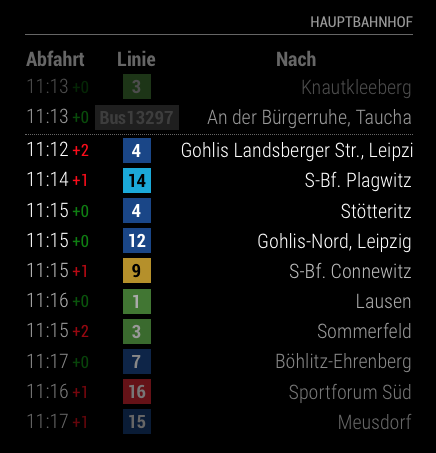 HAUPTBAHNHOF
Abfahrt Linie Nach
11:13 +0 3 Knautkleeberg
11:13 +0 Bus13297 An der Bürgerruhe, Taucha
11:12 +2 4 Gohlis Landsberger Str., Leipzi
11:14 +1 14 S-Bf. Plagwitz
11:15 +0 4 Stötteritz
11:15 +0 12 Gohlis-Nord, Leipzig
11:15 +1 9 S-Bf. Connewitz
11:16 +0 1 Lausen
11:15 +2 3 Sommerfeld
11:17 +0 7 Böhlitz-Ehrenberg
11:16 +1 16 Sportforum Süd
11:17 +1 15 Meusdorf